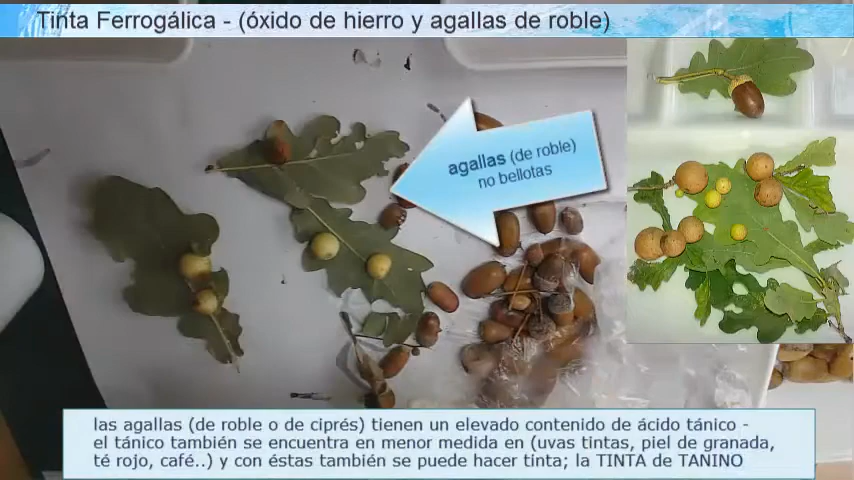 Tinta Ferrogálica - (óxido de hierro y agallas de roble)
agallas (de roble)
no bellotas
las agallas (de roble o de ciprés) tienen un elevado contenido de ácido tánico -
el tánico también se encuentra en menor medida en (uvas tintas, piel de granada,
té rojo, café..) y con éstas también se puede hacer tinta; la TINTA de TANINO